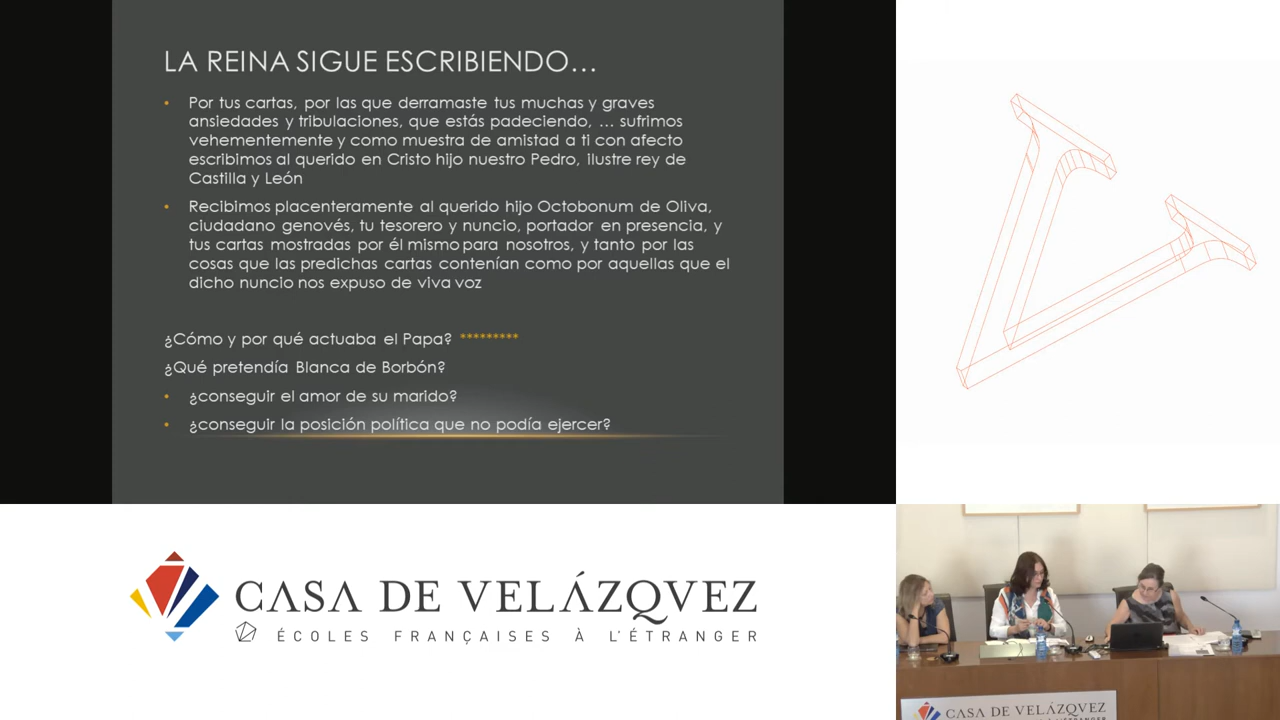 LA REINA SIGUE ESCRIBIENDO...
• Por tus cartas, por las que derramaste tus muchas y graves
ansiedades y tribulaciones, que estás padeciendo, ... sufrimos
vehementemente y como muestra de amistad a ti con afecto
escribimos al querido en Cristo hijo nuestro Pedro, ilustre rey de
Castilla y León
• Recibimos placenteramente al querido hijo Octobonum de Oliva,
ciudadano genovés, tu tesorero y nuncio, portador en presencia, y
tus cartas mostradas por él mismo para nosotros, y tanto por las
cosas que las predichas cartas contenían como por aquellas que el
dicho nuncio nos expuso de viva voz
¿Cómo y por qué actuaba el Papa? *********
¿Qué pretendía Blanca de Borbón?
• ¿conseguir el amor de su marido?
• ¿conseguir la posición política que no podía ejercer?
CASA DE VELÁZQVEZ
ÉCOLES FRANÇAISES À L'ÉTRANGER
CASA DE VELÁZQVEZ